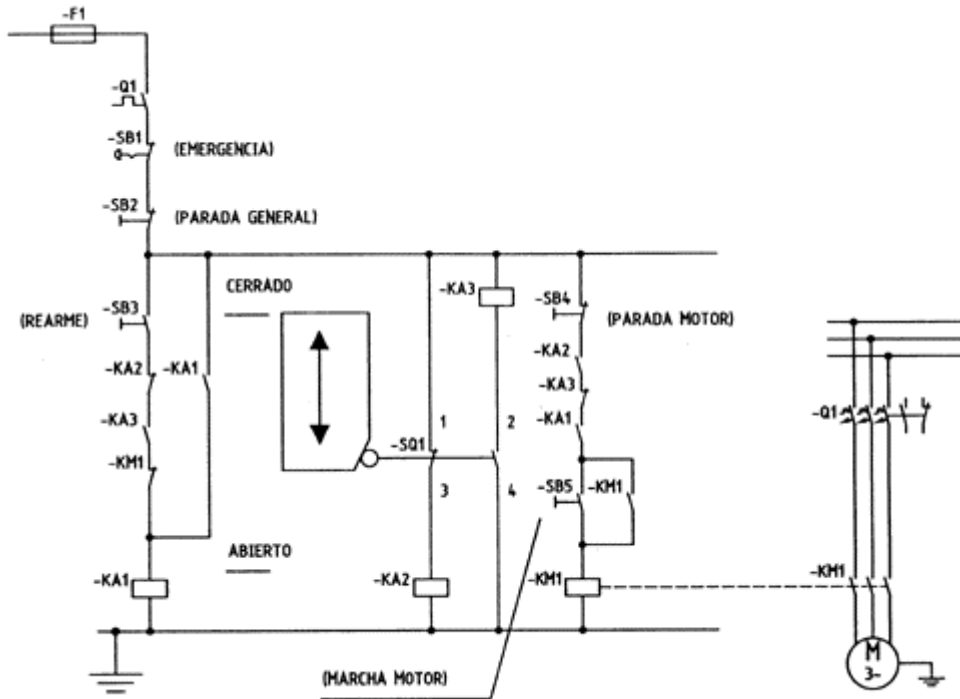 -F1
-Q1
-SB1
(EMERGENCIA)
-SB2
(PARADA GENERAL)
CERRADO
-KA3
-SB3
(REARME)
-SB4
(PARADA MOTOR)
-KA2
-KA1
-KA2
-KA3
-KA3
-KA1
-Q1
1
2
-SQ1
-KM1
3
4
-SB5
-KM1
ABIERTO
-KA1
-KA2
-KM1
-KM1
M
3~
(MARCHA MOTOR)